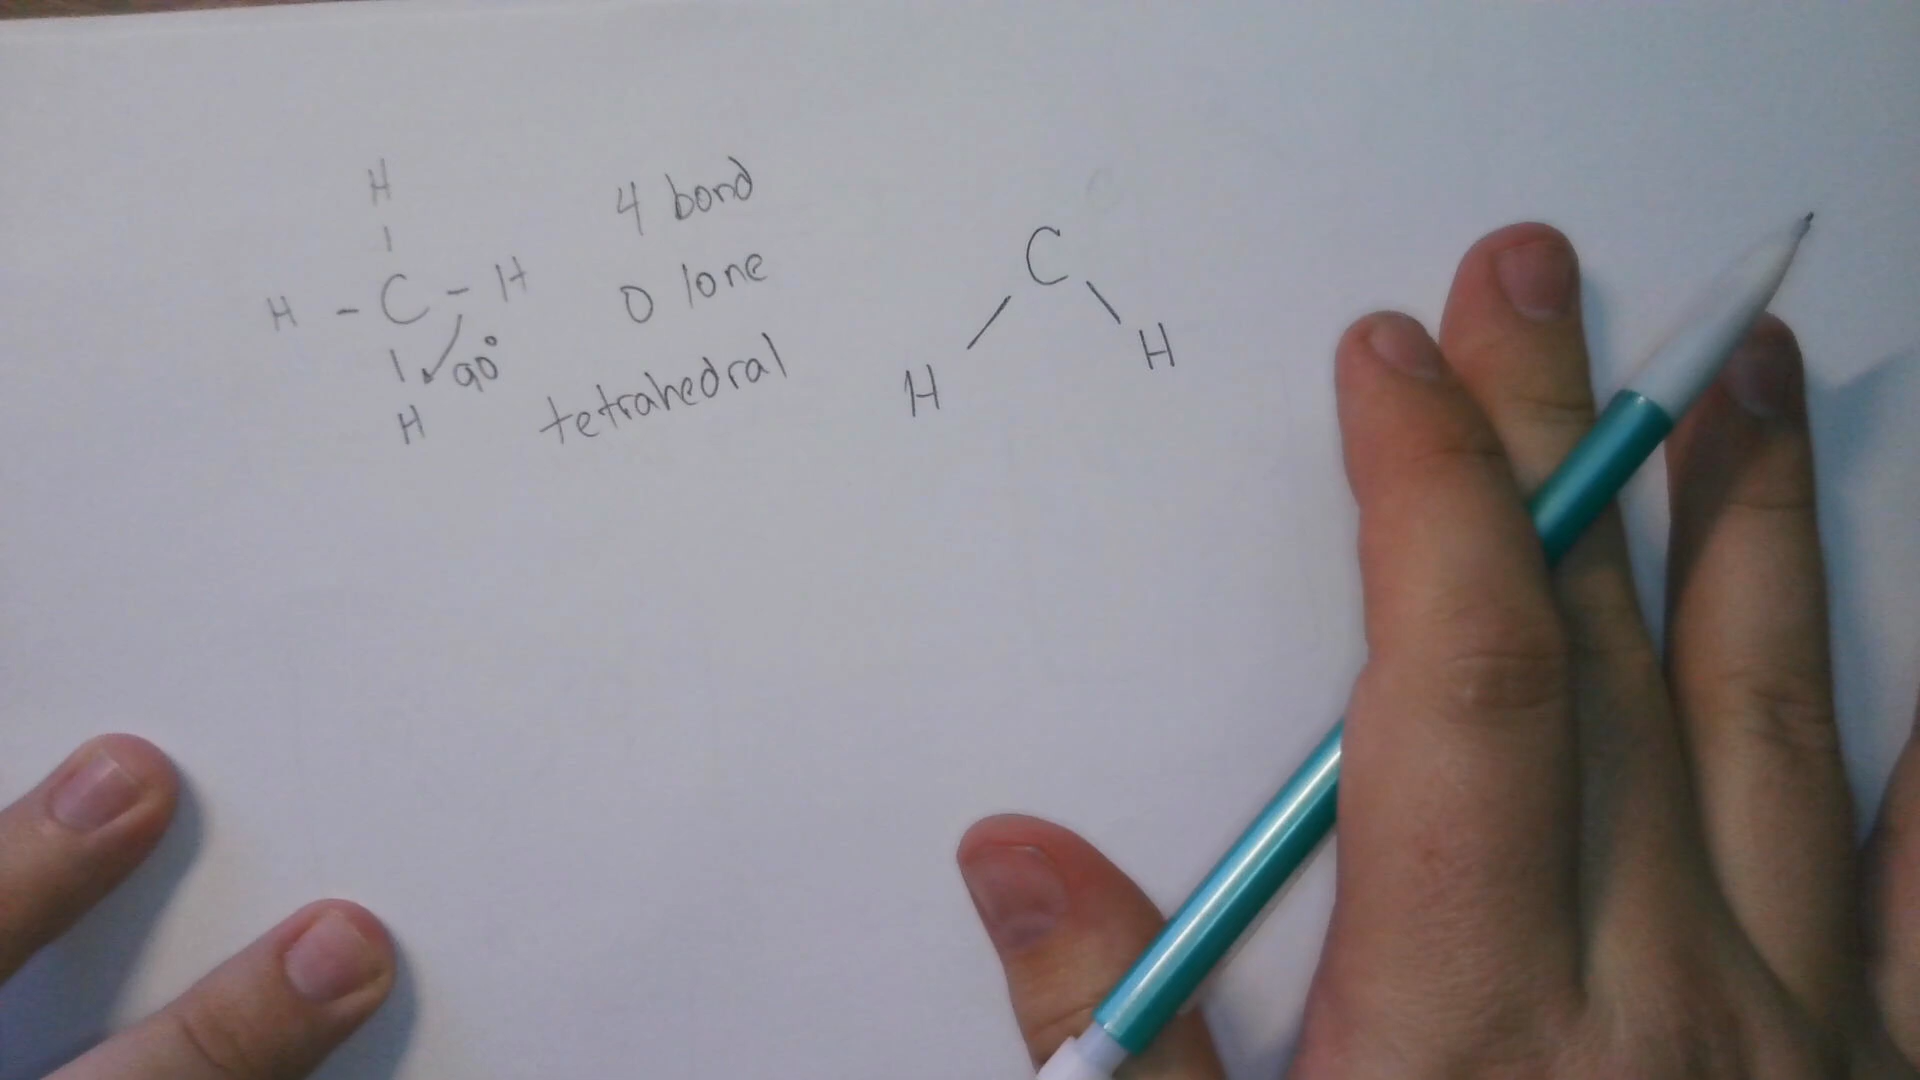 H
H - C - H
90°
H
4 bond
0 lone
tetrahedral
C
H
H